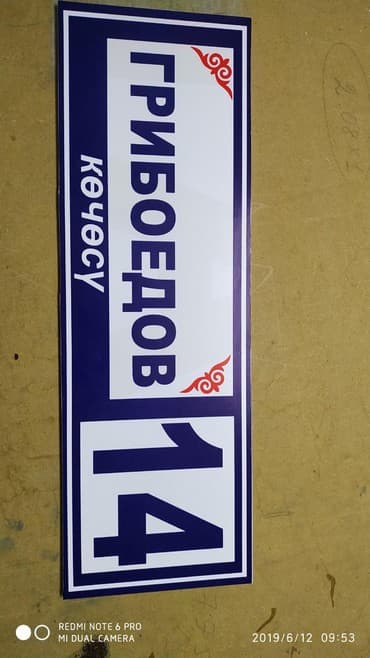 ГРИБОЕДОВ
көчөсү
14
REDMI NOTE 6 PRO
MI DUAL CAMERA
2019/6/12 09:53